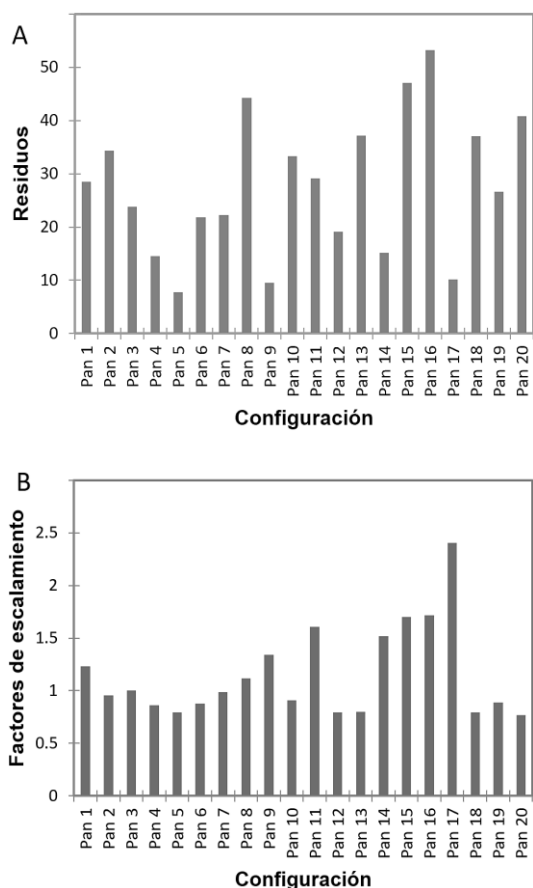 A
50
40
30
20
10
0
Residuos
Pan 1
Pan 2
Pan 3
Pan 4
Pan 5
Pan 6
Pan 7
Pan 8
Pan 9
Pan 10
Pan 11
Pan 12
Pan 13
Pan 14
Pan 15
Pan 16
Pan 17
Pan 18
Pan 19
Pan 20
Configuración
B
2.5
2
1.5
1
0.5
0
Factores de escalamiento
Pan 1
Pan 2
Pan 3
Pan 4
Pan 5
Pan 6
Pan 7
Pan 8
Pan 9
Pan 10
Pan 11
Pan 12
Pan 13
Pan 14
Pan 15
Pan 16
Pan 17
Pan 18
Pan 19
Pan 20
Configuración